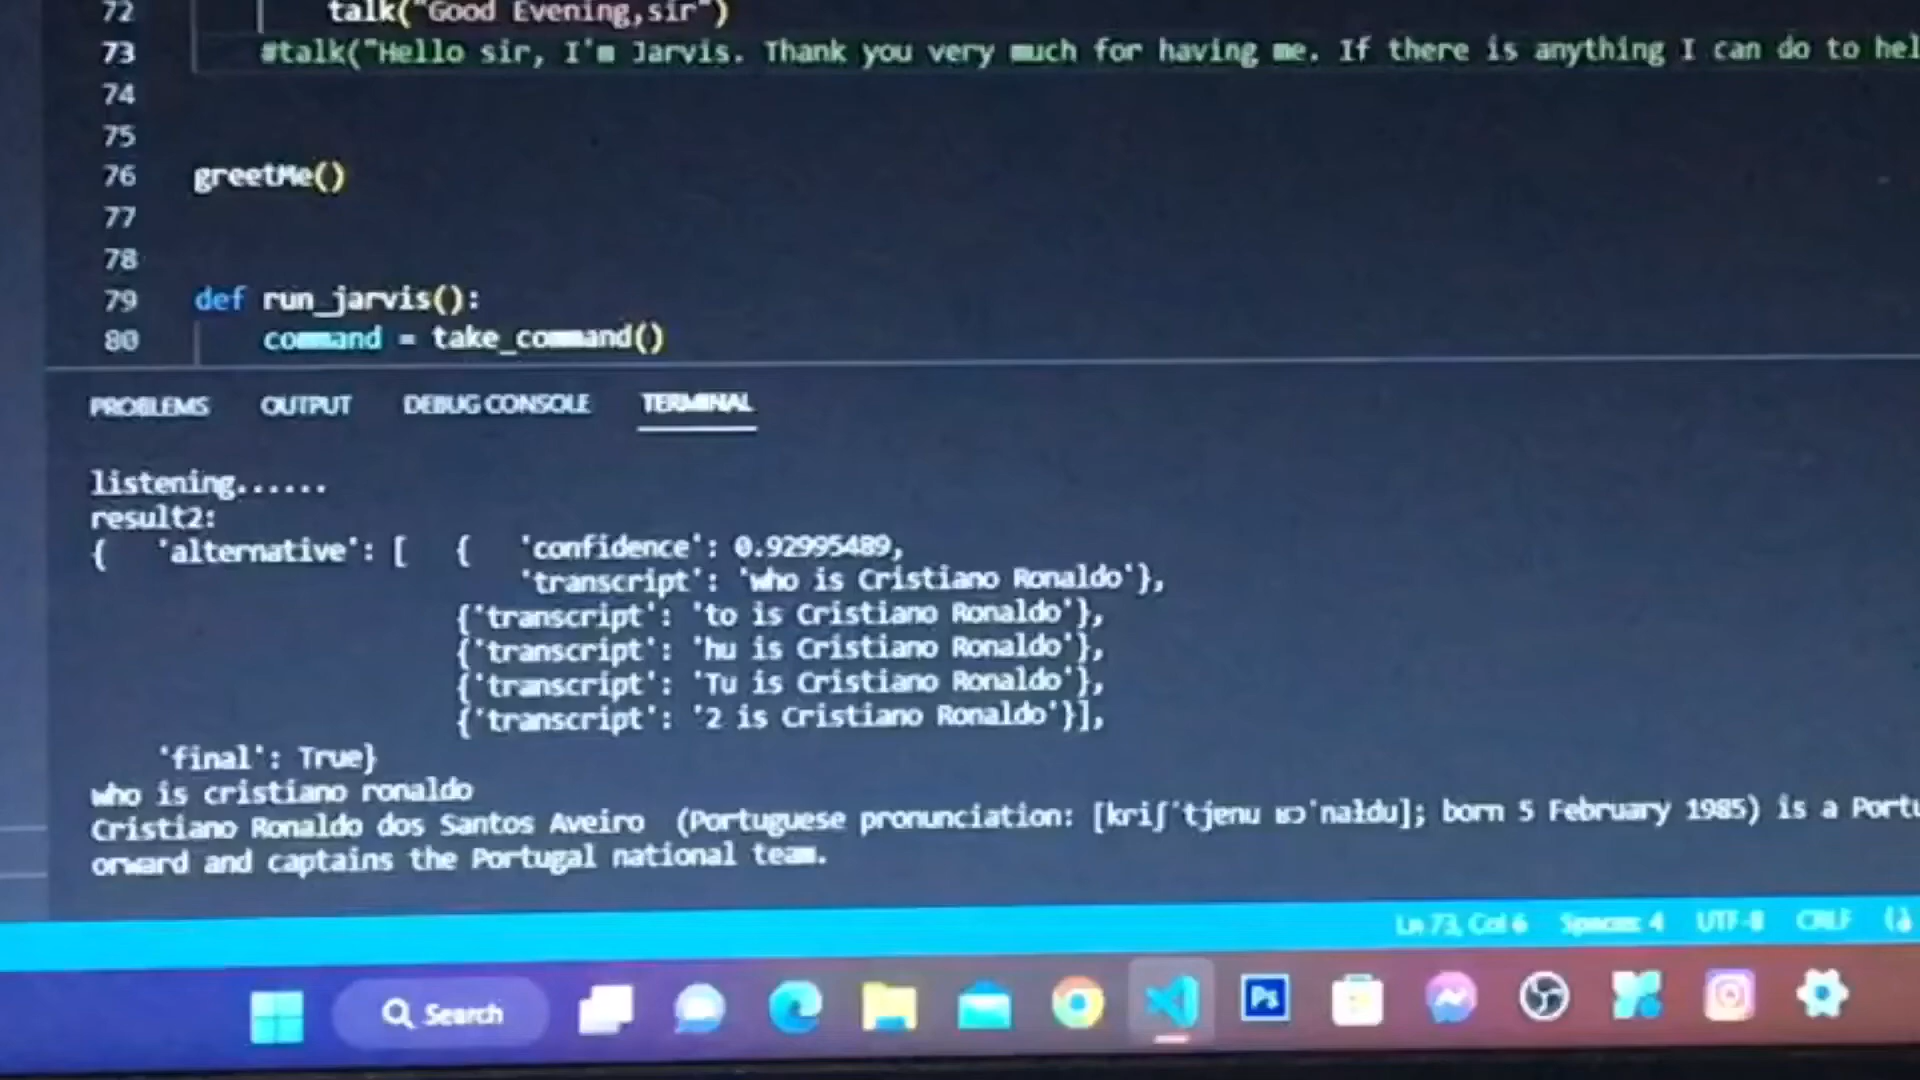 72 talk("Good Evening,sir")
73 #talk("Hello sir, I'm Jarvis. Thank you very much for having me. If there is anything I can do to hel
74
75
76 greetMe()
77
78
79 def run_jarvis():
80 command = take_command()
PROBLEMS OUTPUT DEBUG CONSOLE TERMINAL
listening......
result2:
{ 'alternative': [ { 'confidence': 0.92995489,
'transcript': 'who is Cristiano Ronaldo'},
{'transcript': 'to is Cristiano Ronaldo'},
{'transcript': 'hu is Cristiano Ronaldo'},
{'transcript': 'Tu is Cristiano Ronaldo'},
{'transcript': '2 is Cristiano Ronaldo'}],
'final': True}
who is cristiano ronaldo
Cristiano Ronaldo dos Santos Aveiro (Portuguese pronunciation: [kɾiʃˈtjɐnu ʁɔˈnaldu]; born 5 February 1985) is a Portu
orward and captains the Portugal national team.
Ln 73, Col 6 Spaces: 4 UTF-8 CRLF
Search
Ps